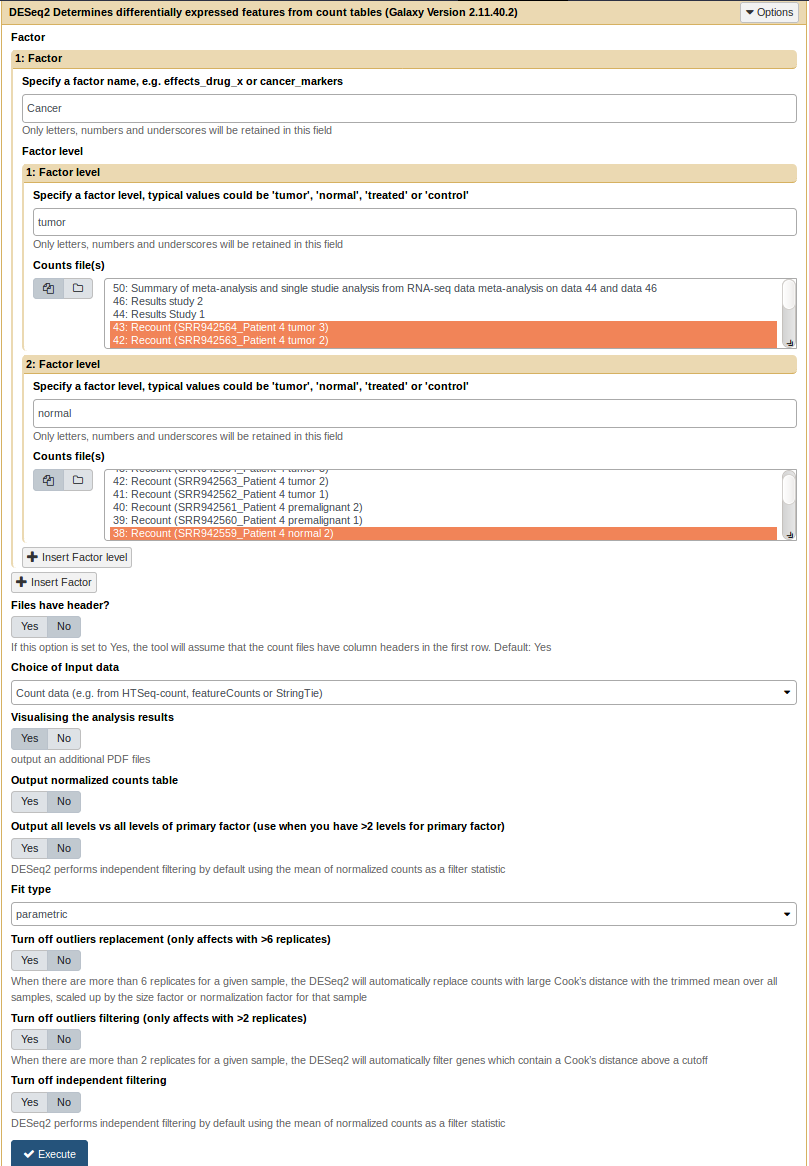 DESeq2 Determines differentially expressed features from count tables (Galaxy Version 2.11.40.2)
Options
Factor
1: Factor
Specify a factor name, e.g. effects_drug_x or cancer_markers
Cancer
Only letters, numbers and underscores will be retained in this field
Factor level
1: Factor level
Specify a factor level, typical values could be 'tumor', 'normal', 'treated' or 'control'
tumor
Only letters, numbers and underscores will be retained in this field
Counts file(s)
50: Summary of meta-analysis and single studie analysis from RNA-seq data meta-analysis on data 44 and data 46
46: Results study 2
44: Results Study 1
43: Recount (SRR942564_Patient 4 tumor 3)
42: Recount (SRR942563_Patient 4 tumor 2)
2: Factor level
Specify a factor level, typical values could be 'tumor', 'normal', 'treated' or 'control'
normal
Only letters, numbers and underscores will be retained in this field
Counts file(s)
43: Recount (SRR942564_Patient 4 tumor 3)
42: Recount (SRR942563_Patient 4 tumor 2)
41: Recount (SRR942562_Patient 4 tumor 1)
40: Recount (SRR942561_Patient 4 premalignant 2)
39: Recount (SRR942560_Patient 4 premalignant 1)
38: Recount (SRR942559_Patient 4 normal 2)
Insert Factor level
Insert Factor
Files have header?
Yes No
If this option is set to Yes, the tool will assume that the count files have column headers in the first row. Default: Yes
Choice of Input data
Count data (e.g. from HTSeq-count, featureCounts or StringTie)
Visualising the analysis results
Yes No
output an additional PDF files
Output normalized counts table
Yes No
Output all levels vs all levels of primary factor (use when you have >2 levels for primary factor)
Yes No
DESeq2 performs independent filtering by default using the mean of normalized counts as a filter statistic
Fit type
parametric
Turn off outliers replacement (only affects with >6 replicates)
Yes No
When there are more than 6 replicates for a given sample, the DESeq2 will automatically replace counts with large Cook's distance with the trimmed mean over all
samples, scaled up by the size factor or normalization factor for that sample
Turn off outliers filtering (only affects with >2 replicates)
Yes No
When there are more than 2 replicates for a given sample, the DESeq2 will automatically filter genes which contain a Cook's distance above a cutoff
Turn off independent filtering
Yes No
DESeq2 performs independent filtering by default using the mean of normalized counts as a filter statistic
Execute